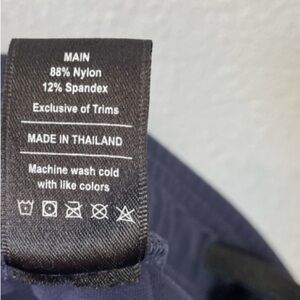 MAIN
88% Nylon
12% Spandex
Exclusive of Trims
MADE IN THAILAND
Machine wash cold
with like colors